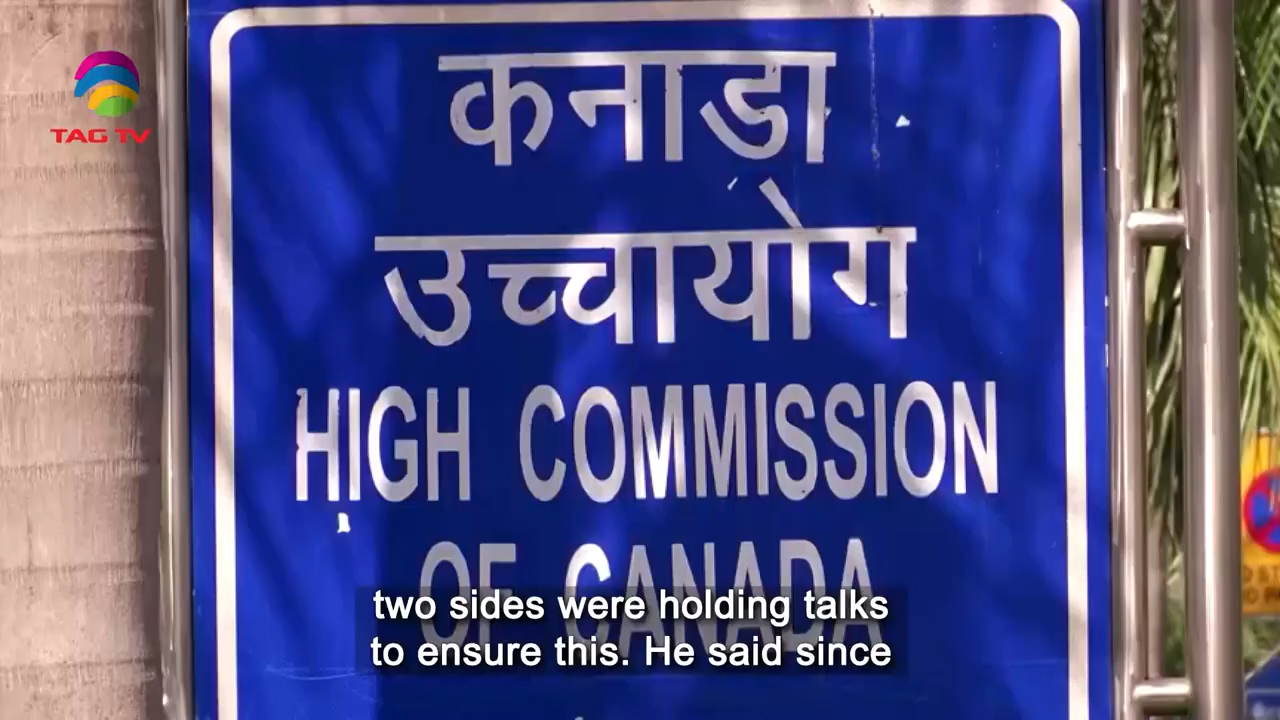 TAG TV
कनाडा
उच्चायोग
HIGH COMMISSION
OF CANADA
two sides were holding talks
to ensure this. He said since